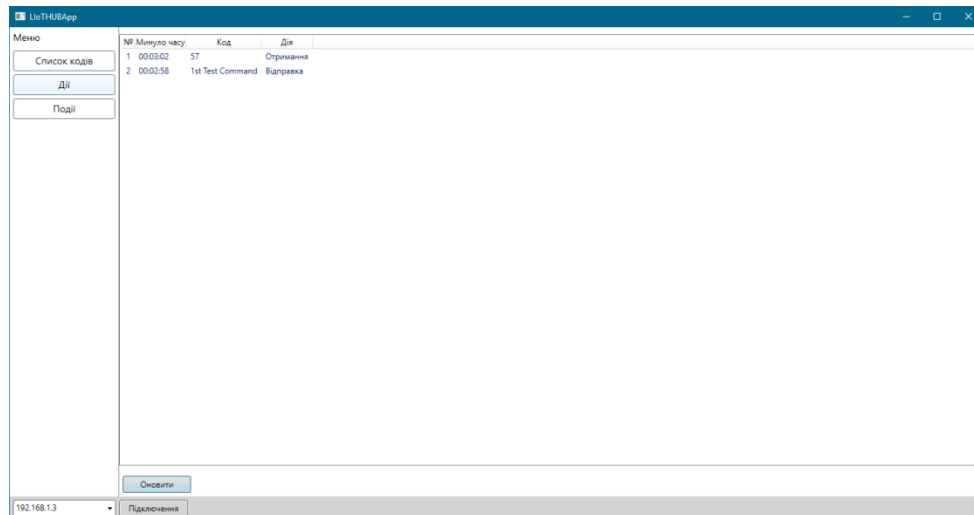 LIoTHUBApp
Меню
Список кодів
Дії
Події
№ Минуло часу Код Дія
1 00:03:02 57 Отримання
2 00:02:58 1st Test Command Відправка
Оновити
192.168.1.3 Підключення